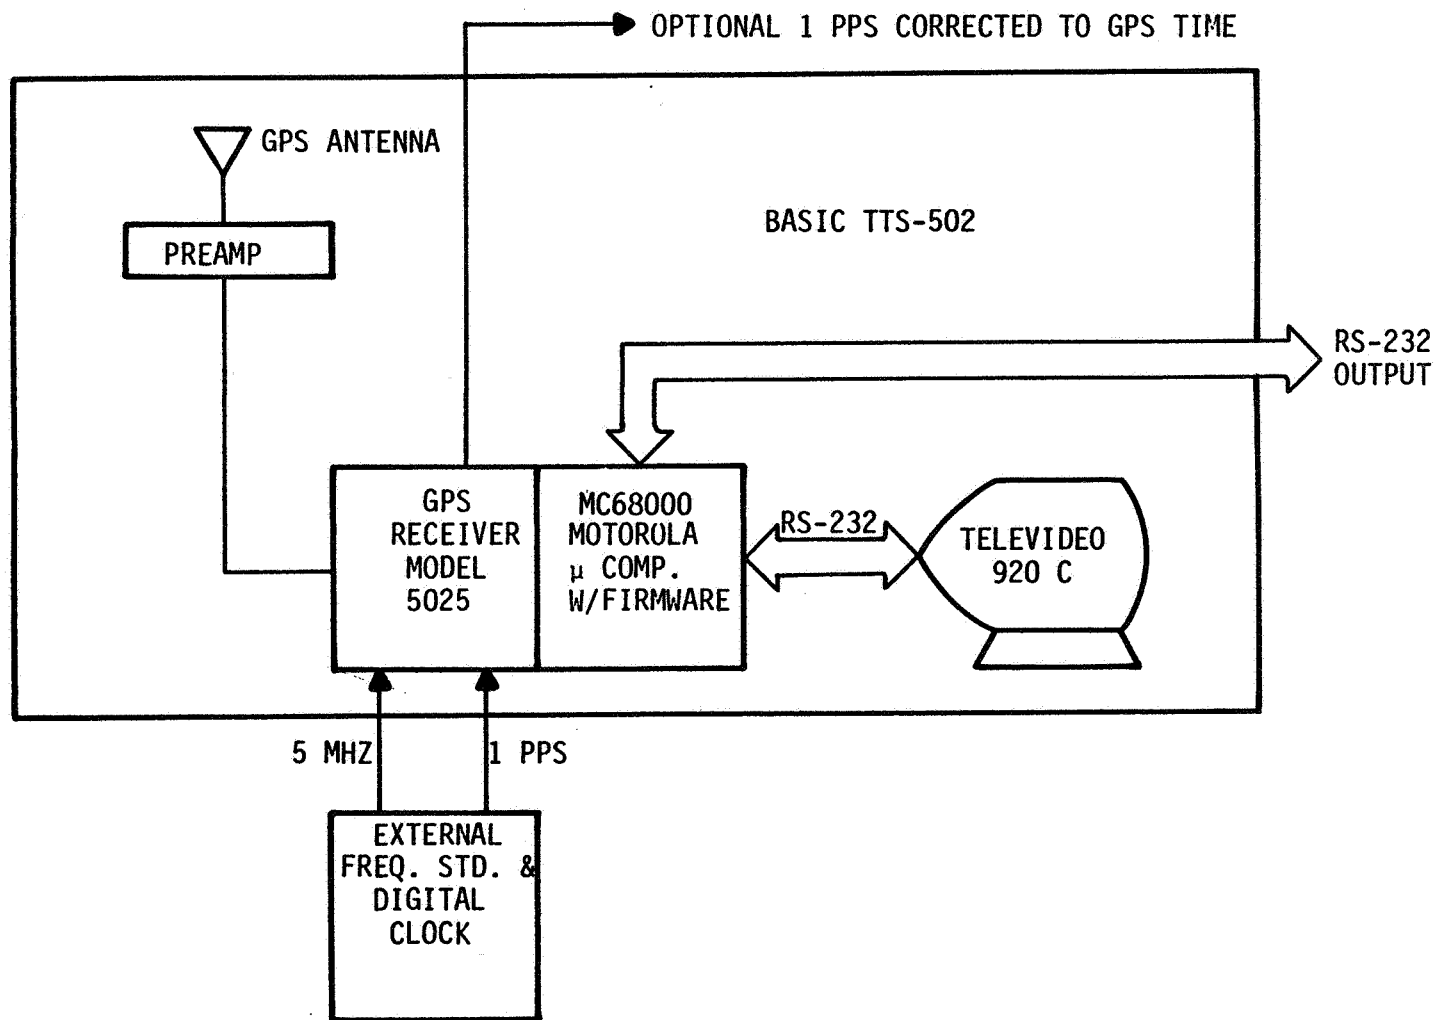 OPTIONAL 1 PPS CORRECTED TO GPS TIME
GPS ANTENNA
BASIC TTS-502
PREAMP
RS-232
OUTPUT
GPS
RECEIVER
MODEL
5025
MC68000
MOTOROLA
μ COMP.
W/FIRMWARE
RS-232
TELEVIDEO
920 C
5 MHZ
1 PPS
EXTERNAL
FREQ. STD. &
DIGITAL
CLOCK